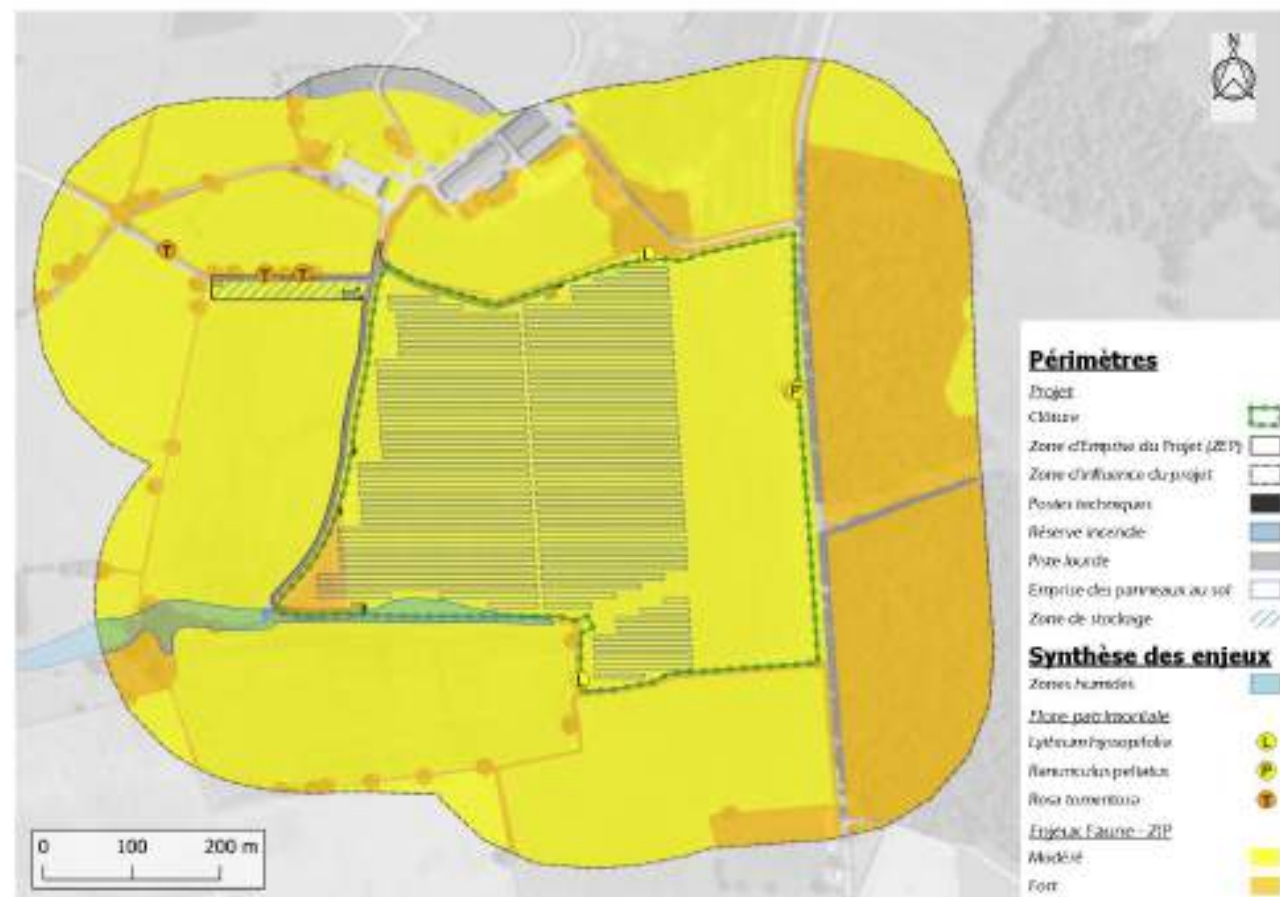 N
T
T
T
L
P
L
0 100 200 m
Périmètres
Projet
Clôture
Zone d'Emprise du Projet (ZEP)
Zone d'influence du projet
Postes techniques
Réserve incendie
Piste lourde
Emprise des panneaux au sol
Zone de stockage
Synthèse des enjeux
Zones humides
Flore patrimoniale
Lythrum hyssopifolia
L
Ranunculus peltatus
P
Rosa tomentosa
T
Enjeux Faune - ZIP
Modéré
Fort